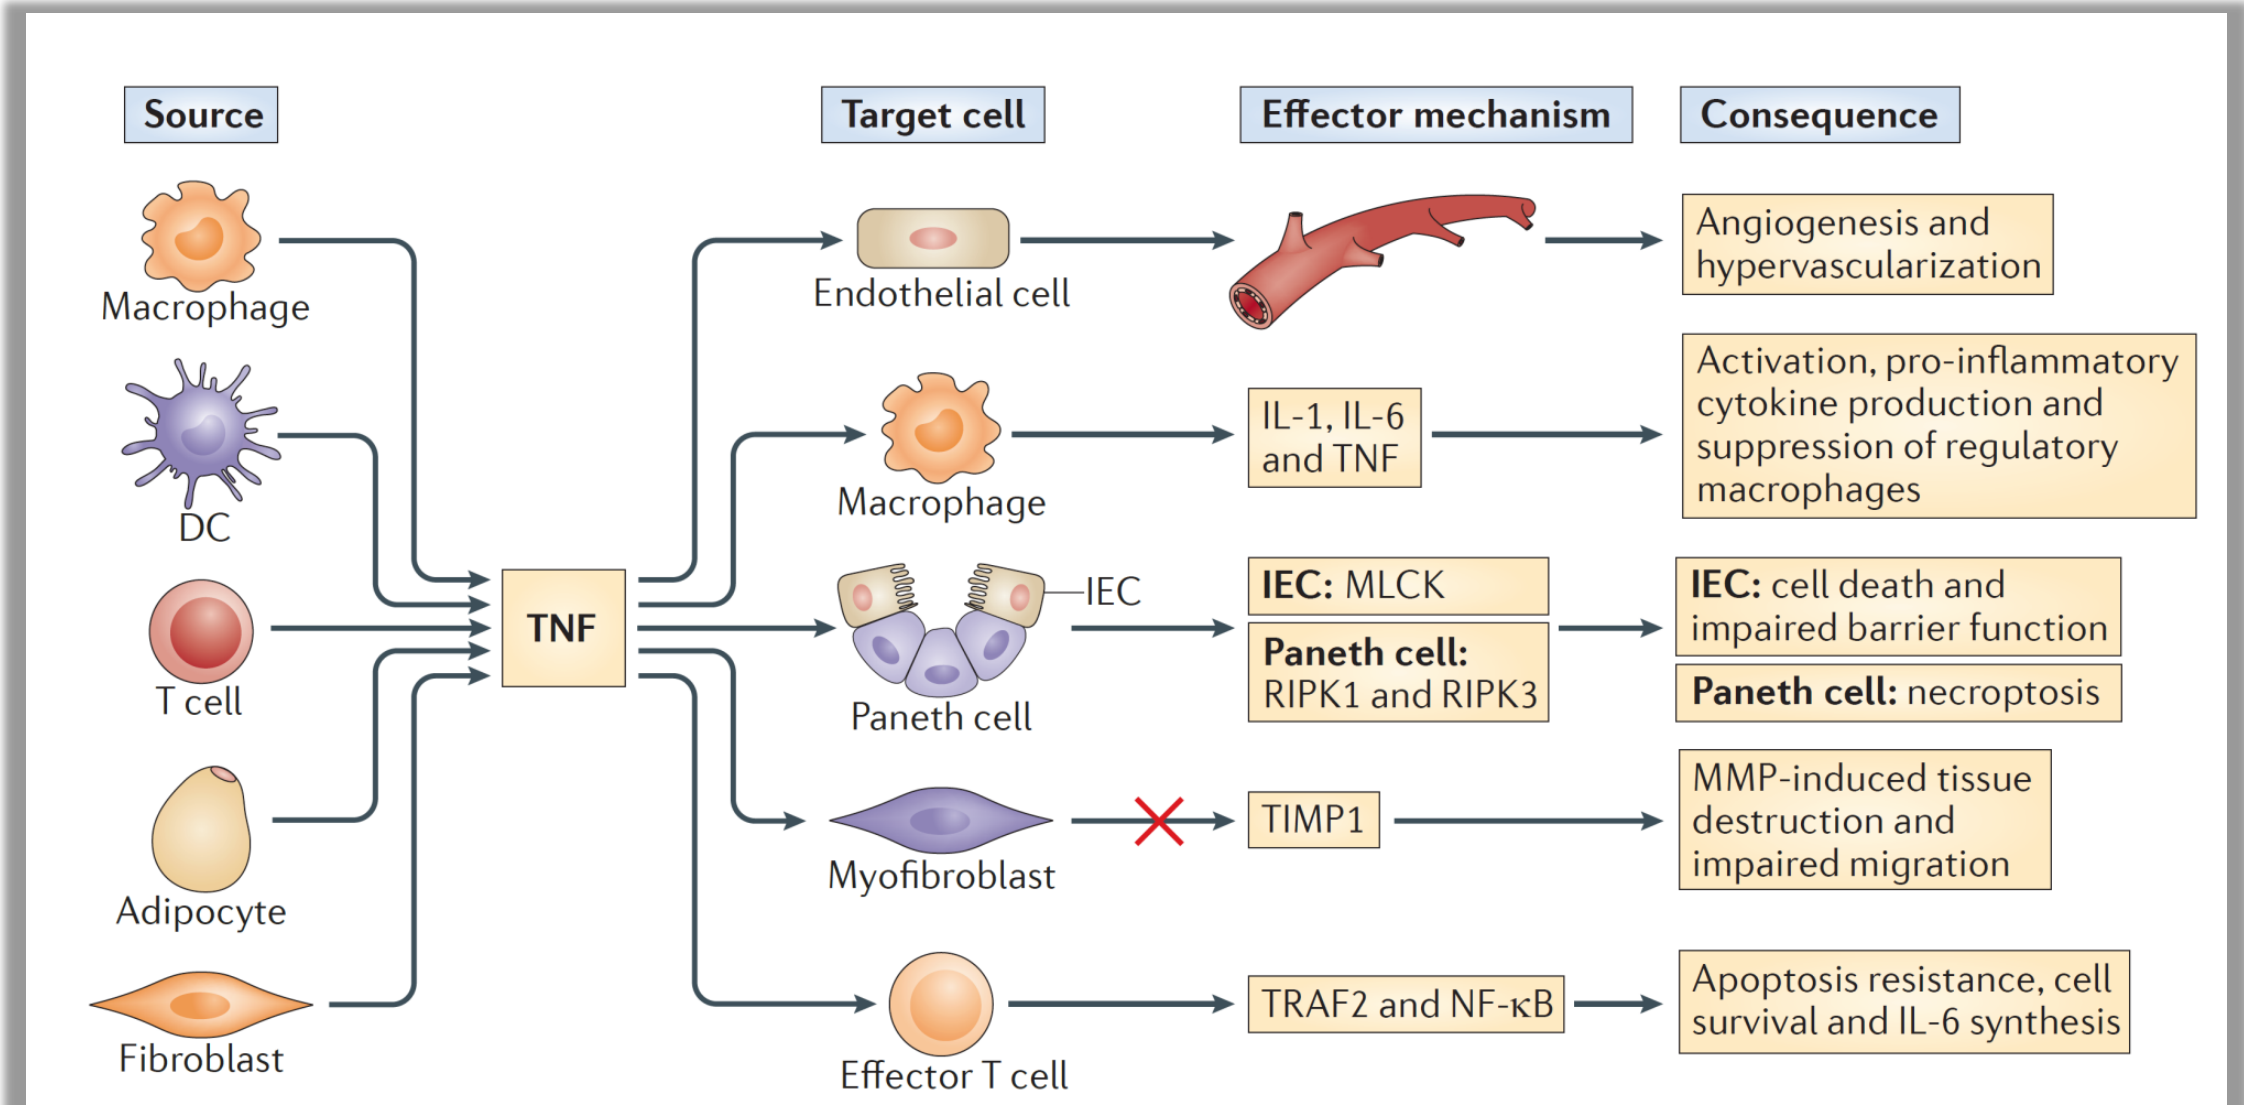 Source
Target cell
Effector mechanism
Consequence
Macrophage
DC
T cell
Adipocyte
Fibroblast
TNF
Endothelial cell
Angiogenesis and
hypervascularization
Macrophage
IL-1, IL-6
and TNF
Activation, pro-inflammatory
cytokine production and
suppression of regulatory
macrophages
IEC
Paneth cell
IEC: MLCK
Paneth cell:
RIPK1 and RIPK3
IEC: cell death and
impaired barrier function
Paneth cell: necroptosis
Myofibroblast
TIMP1
MMP-induced tissue
destruction and
impaired migration
Effector T cell
TRAF2 and NF-κB
Apoptosis resistance, cell
survival and IL-6 synthesis